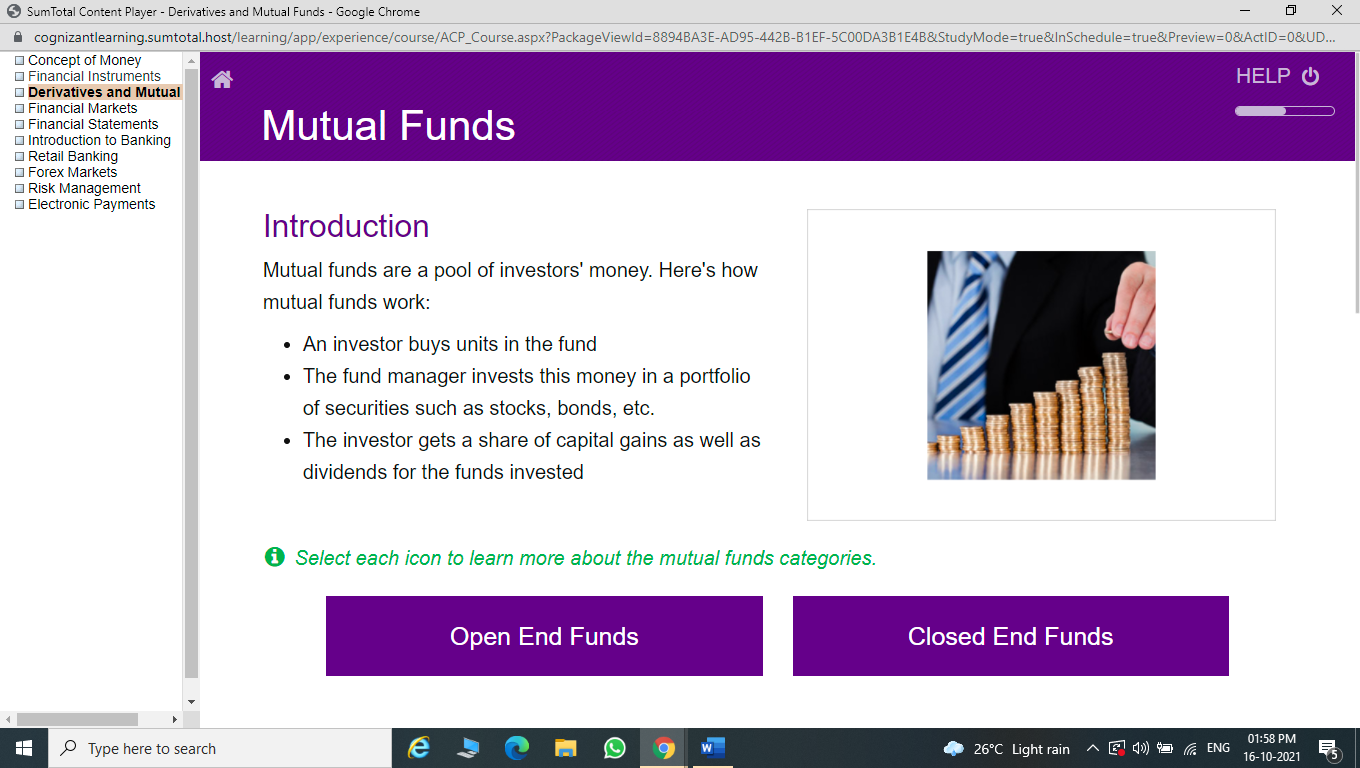 SumTotal Content Player - Derivatives and Mutual Funds - Google Chrome
cognizantlearning.sumtotal.host/learning/app/experience/course/ACP_Course.aspx?PackageViewId=8894BA3E-AD95-442B-B1EF-5C00DA3B1E4B&StudyMode=true&InSchedule=true&Preview=0&ActID=0&UD...
Concept of Money
Financial Instruments
Derivatives and Mutual
Financial Markets
Financial Statements
Introduction to Banking
Retail Banking
Forex Markets
Risk Management
Electronic Payments
HELP
Mutual Funds
Introduction
Mutual funds are a pool of investors' money. Here's how
mutual funds work:
• An investor buys units in the fund
• The fund manager invests this money in a portfolio
of securities such as stocks, bonds, etc.
• The investor gets a share of capital gains as well as
dividends for the funds invested
Select each icon to learn more about the mutual funds categories.
Open End Funds
Closed End Funds
Type here to search
26°C Light rain
ENG
01:58 PM
16-10-2021
5